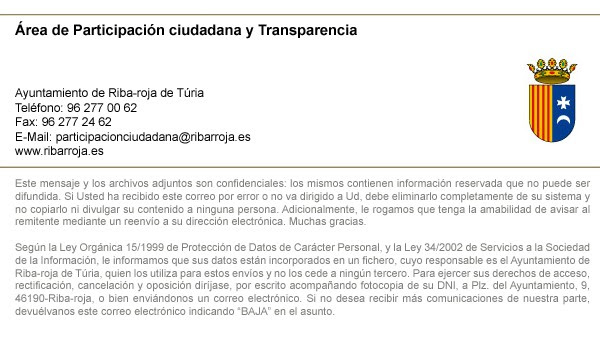 Área de Participación ciudadana y Transparencia
Ayuntamiento de Riba-roja de Túria
Teléfono: 96 277 00 62
Fax: 96 277 24 62
E-Mail: participacionciudadana@ribarroja.es
www.ribarroja.es
Este mensaje y los archivos adjuntos son confidenciales: los mismos contienen información reservada que no puede ser
difundida. Si Usted ha recibido este correo por error o no va dirigido a Ud, debe eliminarlo completamente de su sistema y
no copiarlo ni divulgar su contenido a ninguna persona. Adicionalmente, le rogamos que tenga la amabilidad de avisar al
remitente mediante un reenvío a su dirección electrónica. Muchas gracias.
Según la Ley Orgánica 15/1999 de Protección de Datos de Carácter Personal, y la Ley 34/2002 de Servicios a la Sociedad
de la Información, le informamos que sus datos están incorporados en un fichero, cuyo responsable es el Ayuntamiento de
Riba-roja de Túria, quien los utiliza para estos envíos y no los cede a ningún tercero. Para ejercer sus derechos de acceso,
rectificación, cancelación y oposición diríjase, por escrito acompañando fotocopia de su DNI, a Plz. del Ayuntamiento, 9,
46190-Riba-roja, o bien enviándonos un correo electrónico. Si no desea recibir más comunicaciones de nuestra parte,
devuélvanos este correo electrónico indicando “BAJA” en el asunto.